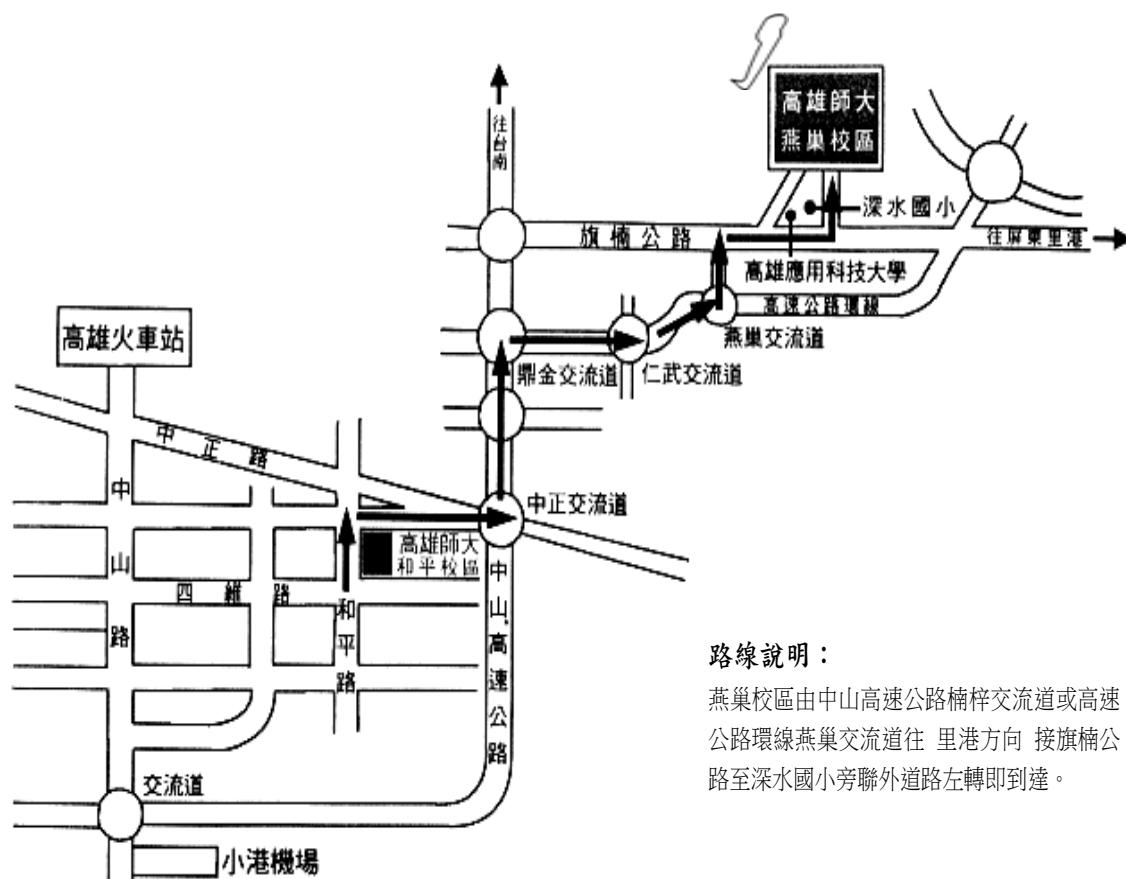 高雄師大
燕巢校區
往台南
深水國小
旗楠公路
往屏東里港
高雄應用科技大學
高速公路環線
燕巢交流道
高雄火車站
鼎金交流道
仁武交流道
中正路
中正交流道
中山路
高雄師大
和平校區
四維路
和平路
中山高速公路
路線說明：
燕巢校區由中山高速公路楠梓交流道或高速
公路環線燕巢交流道往 里港方向 接旗楠公
路至深水國小旁聯外道路左轉即到達。
交流道
小港機場